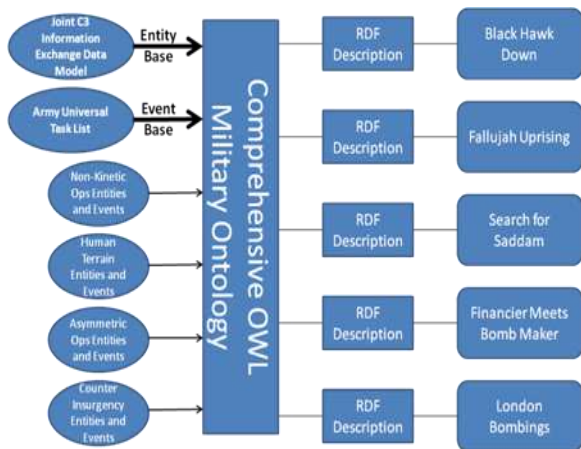 Joint C3
Information
Exchange Data
Model
Entity
Base
Army Universal
Task List
Event
Base
Non-Kinetic
Ops Entities
and Events
Human
Terrain
Entities and
Events
Asymmetric
Ops Entities
and Events
Counter
Insurgency
Entities and
Events
Comprehensive OWL
Military Ontology
RDF
Description
Black Hawk
Down
RDF
Description
Fallujah Uprising
RDF
Description
Search for
Saddam
RDF
Description
Financier Meets
Bomb Maker
RDF
Description
London
Bombings